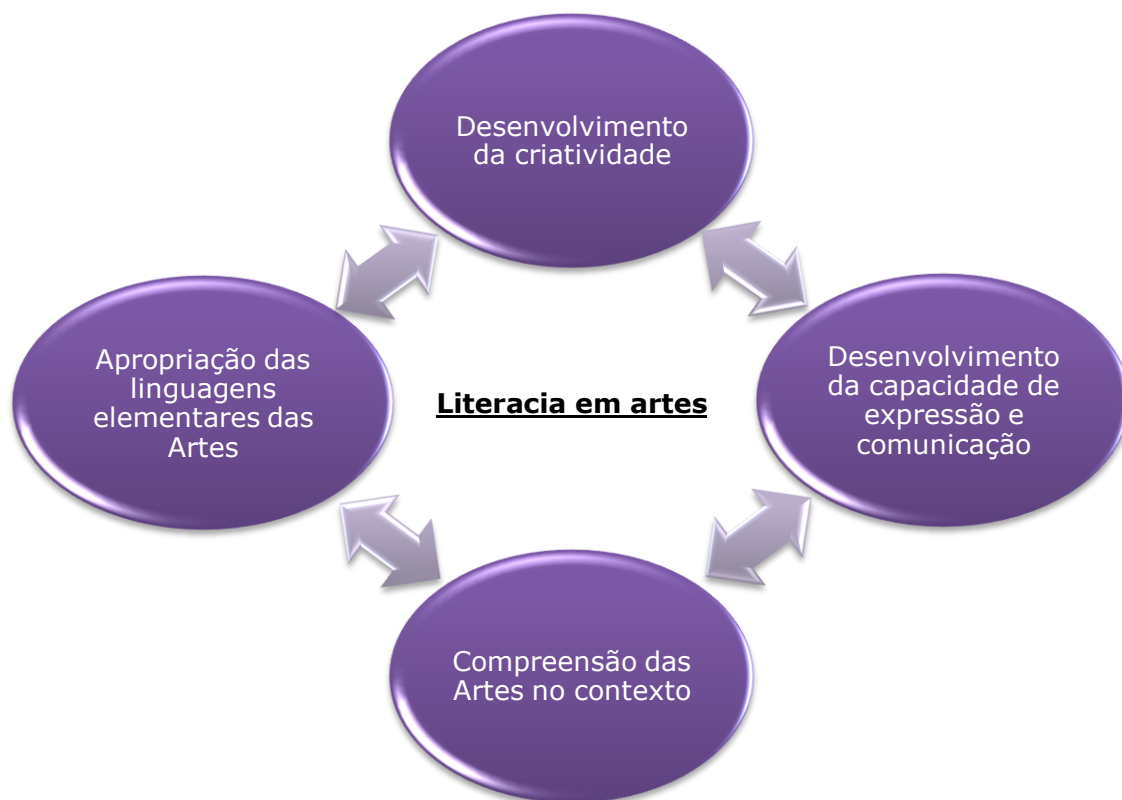 Desenvolvimento
da criatividade
Apropriação das
linguagens
elementares das
Artes
Literacia em artes
Desenvolvimento
da capacidade de
expressão e
comunicação
Compreensão das
Artes no contexto